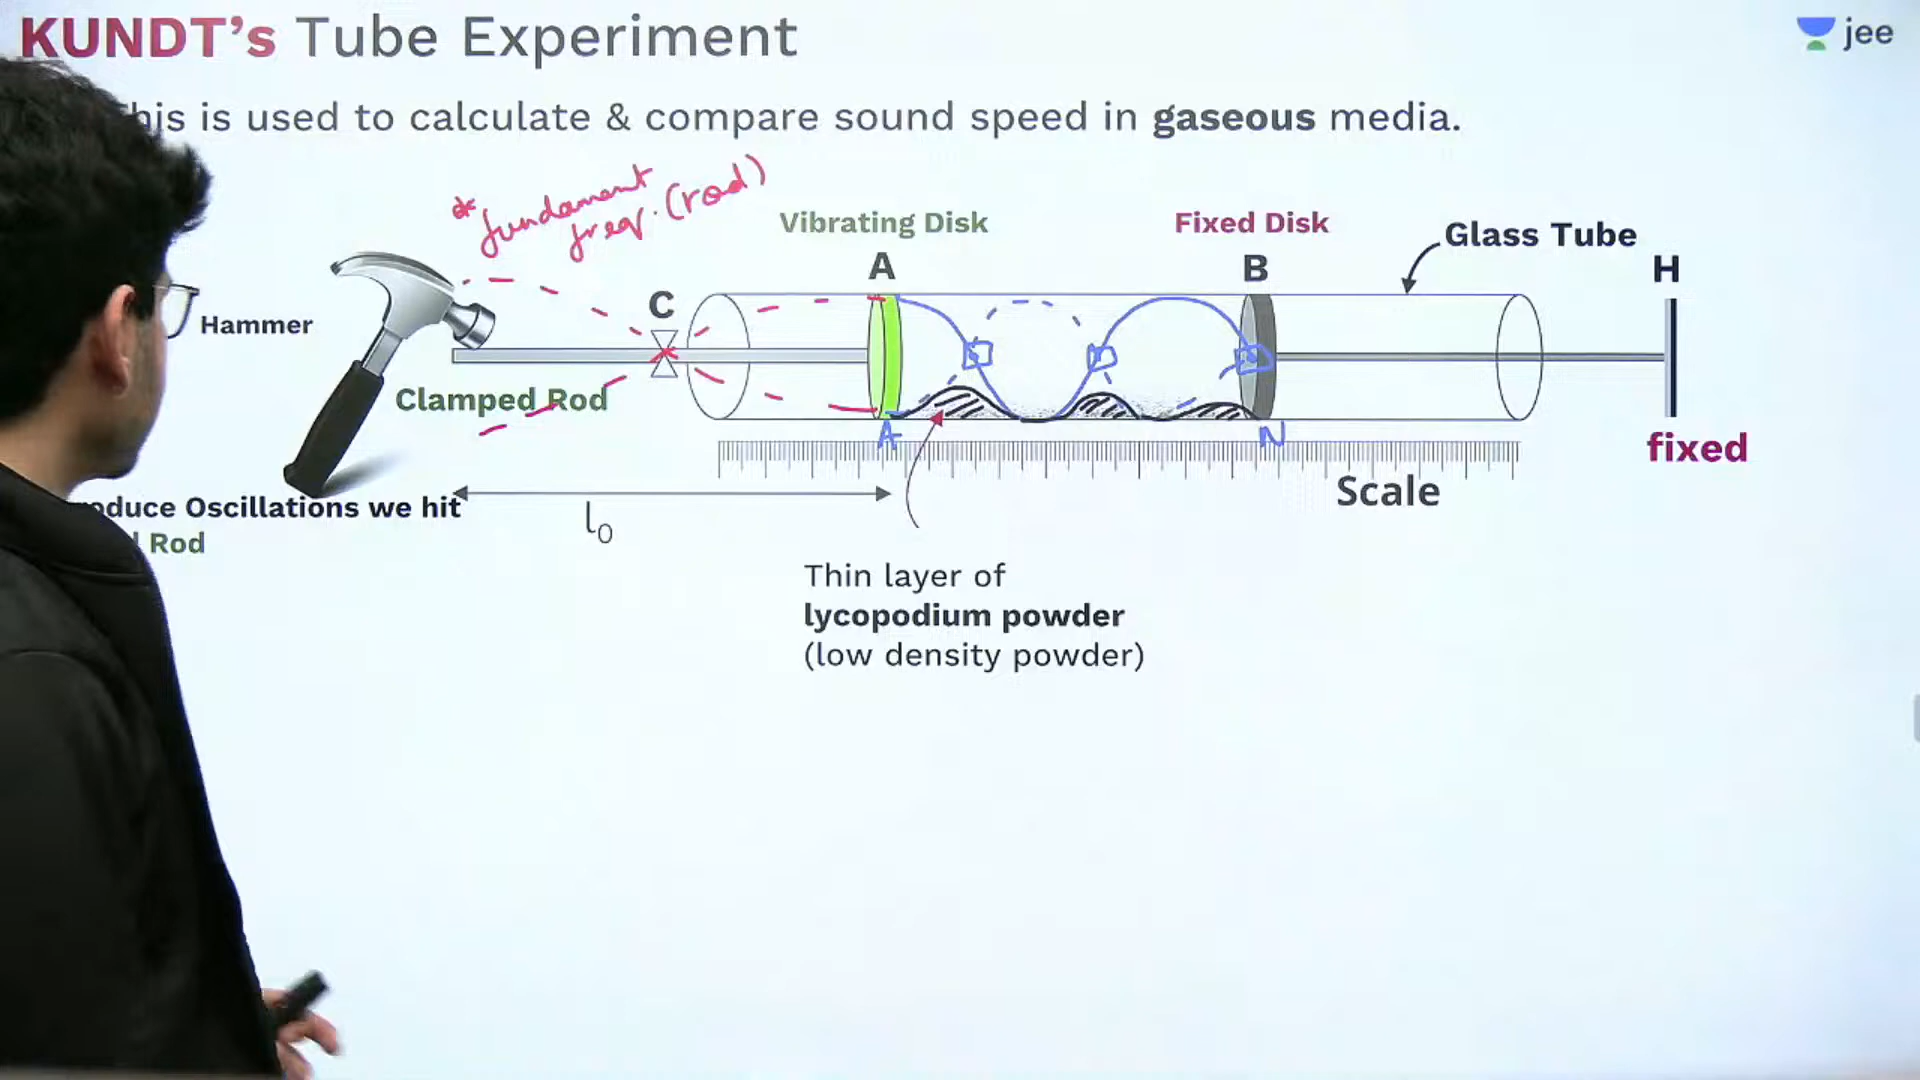 KUNDT's Tube Experiment
jee
his is used to calculate & compare sound speed in gaseous media.
* fundament
freq. (rod)
Vibrating Disk
Fixed Disk
Glass Tube
A
B
H
C
Hammer
Clamped Rod
A
N
fixed
Scale
oduce Oscillations we hit
Rod
l0
Thin layer of
lycopodium powder
(low density powder)